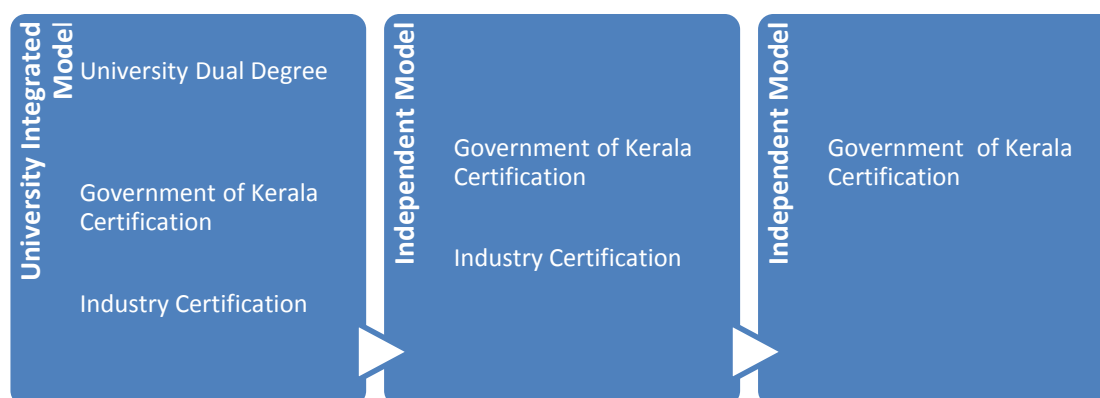 University Integrated
Model
University Dual Degree
Government of Kerala
Certification
Industry Certification
Independent Model
Government of Kerala
Certification
Industry Certification
Independent Model
Government of Kerala
Certification